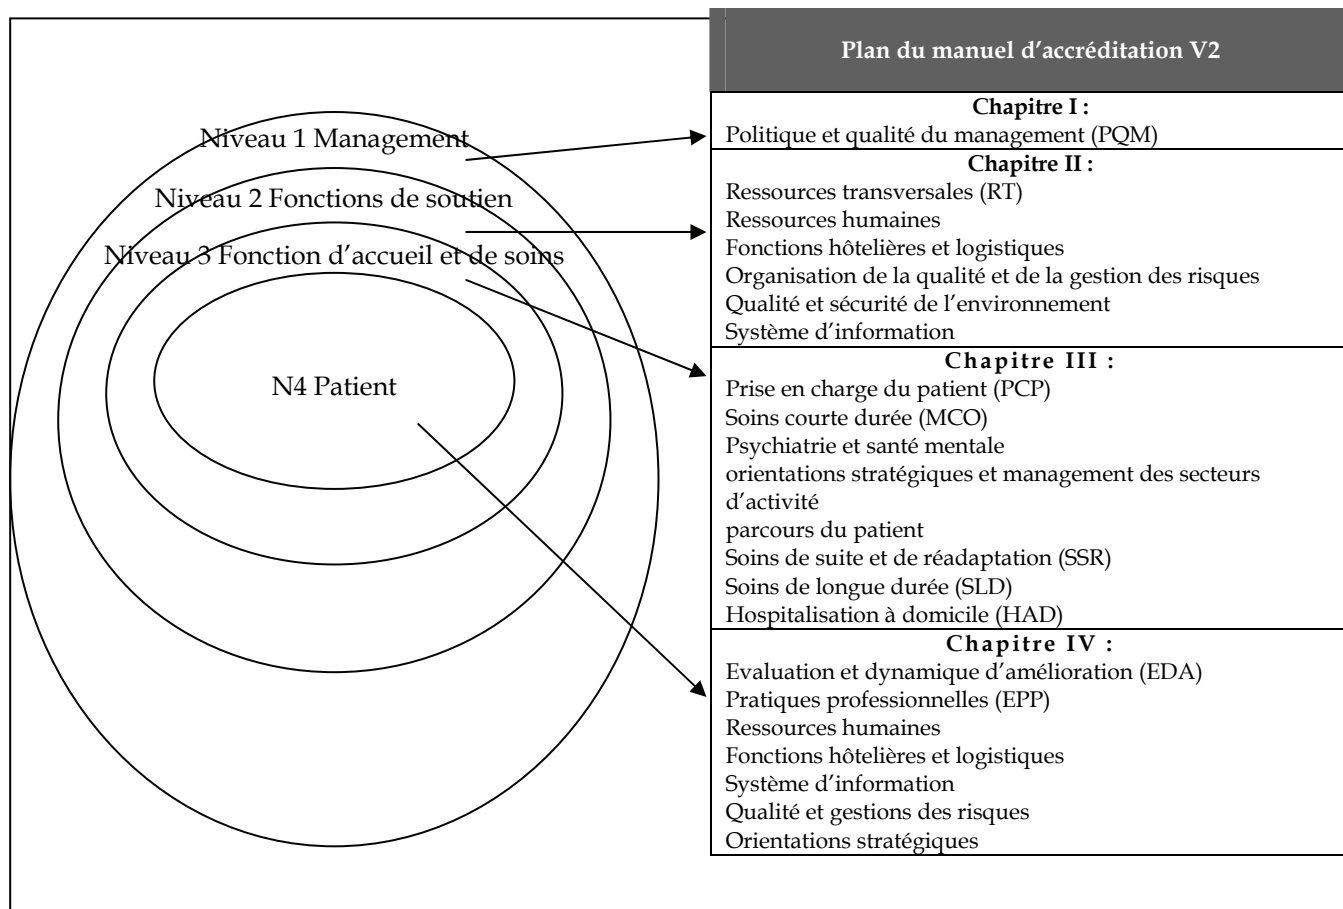 Plan du manuel d’accréditation V2
Niveau 1 Management
Niveau 2 Fonctions de soutien
Niveau 3 Fonction d’accueil et de soins
N4 Patient
Chapitre I :
Politique et qualité du management (PQM)
Chapitre II :
Ressources transversales (RT)
Ressources humaines
Fonctions hôtelières et logistiques
Organisation de la qualité et de la gestion des risques
Qualité et sécurité de l’environnement
Système d’information
Chapitre III :
Prise en charge du patient (PCP)
Soins courte durée (MCO)
Psychiatrie et santé mentale
orientations stratégiques et management des secteurs
d’activité
parcours du patient
Soins de suite et de réadaptation (SSR)
Soins de longue durée (SLD)
Hospitalisation à domicile (HAD)
Chapitre IV :
Evaluation et dynamique d’amélioration (EDA)
Pratiques professionnelles (EPP)
Ressources humaines
Fonctions hôtelières et logistiques
Système d’information
Qualité et gestions des risques
Orientations stratégiques